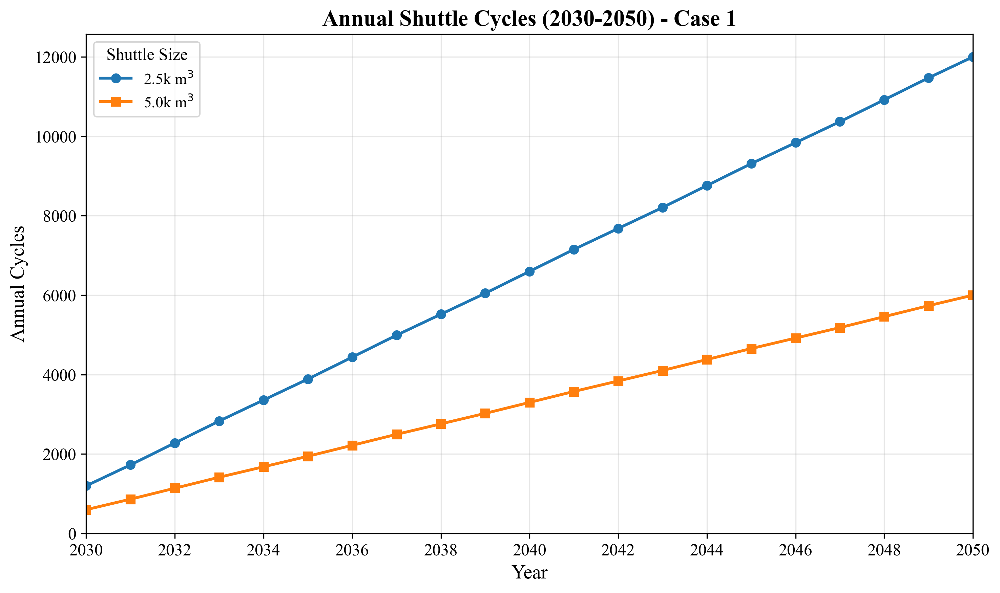 Annual Shuttle Cycles (2030-2050) - Case 1
Shuttle Size
2.5k m³
5.0k m³
Annual Cycles
12000
10000
8000
6000
4000
2000
0
2030 2032 2034 2036 2038 2040 2042 2044 2046 2048 2050
Year